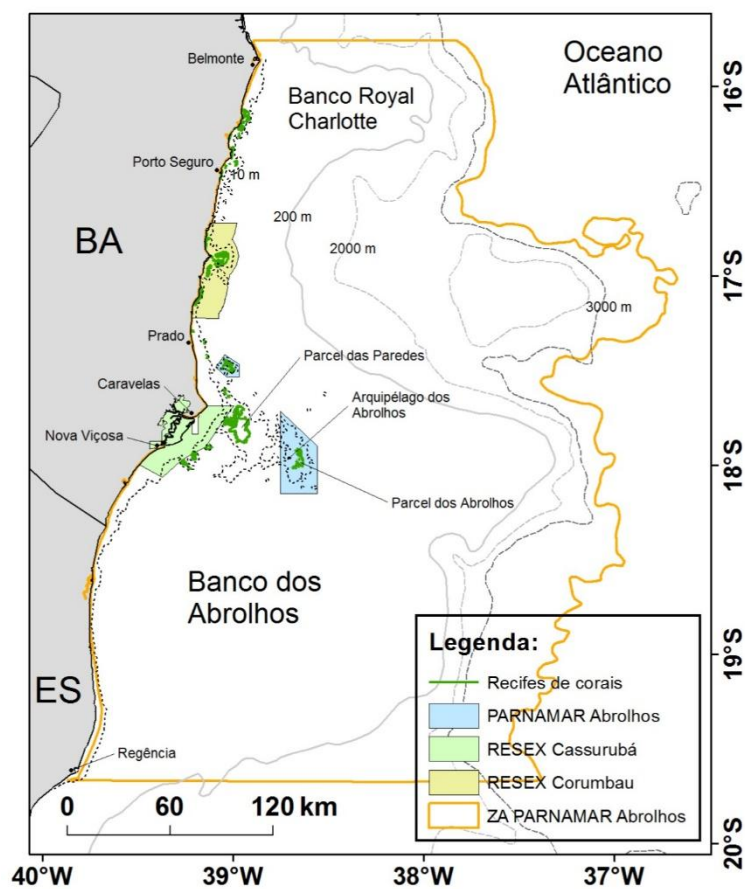 Belmonte
Oceano
Atlântico
Banco Royal
Charlotte
16°S
Porto Seguro
10 m
BA
200 m
2000 m
3000 m
17°S
Prado
Parcel das Paredes
Caravelas
Arquipélago dos
Abrolhos
Nova Viçosa
18°S
Parcel dos Abrolhos
Banco dos
Abrolhos
Legenda:
Recifes de corais
PARNAMAR Abrolhos
RESEX Cassurubá
RESEX Corumbau
ZA PARNAMAR Abrolhos
19°S
ES
Regência
0 60 120 km
20°S
40°W 39°W 38°W 37°W